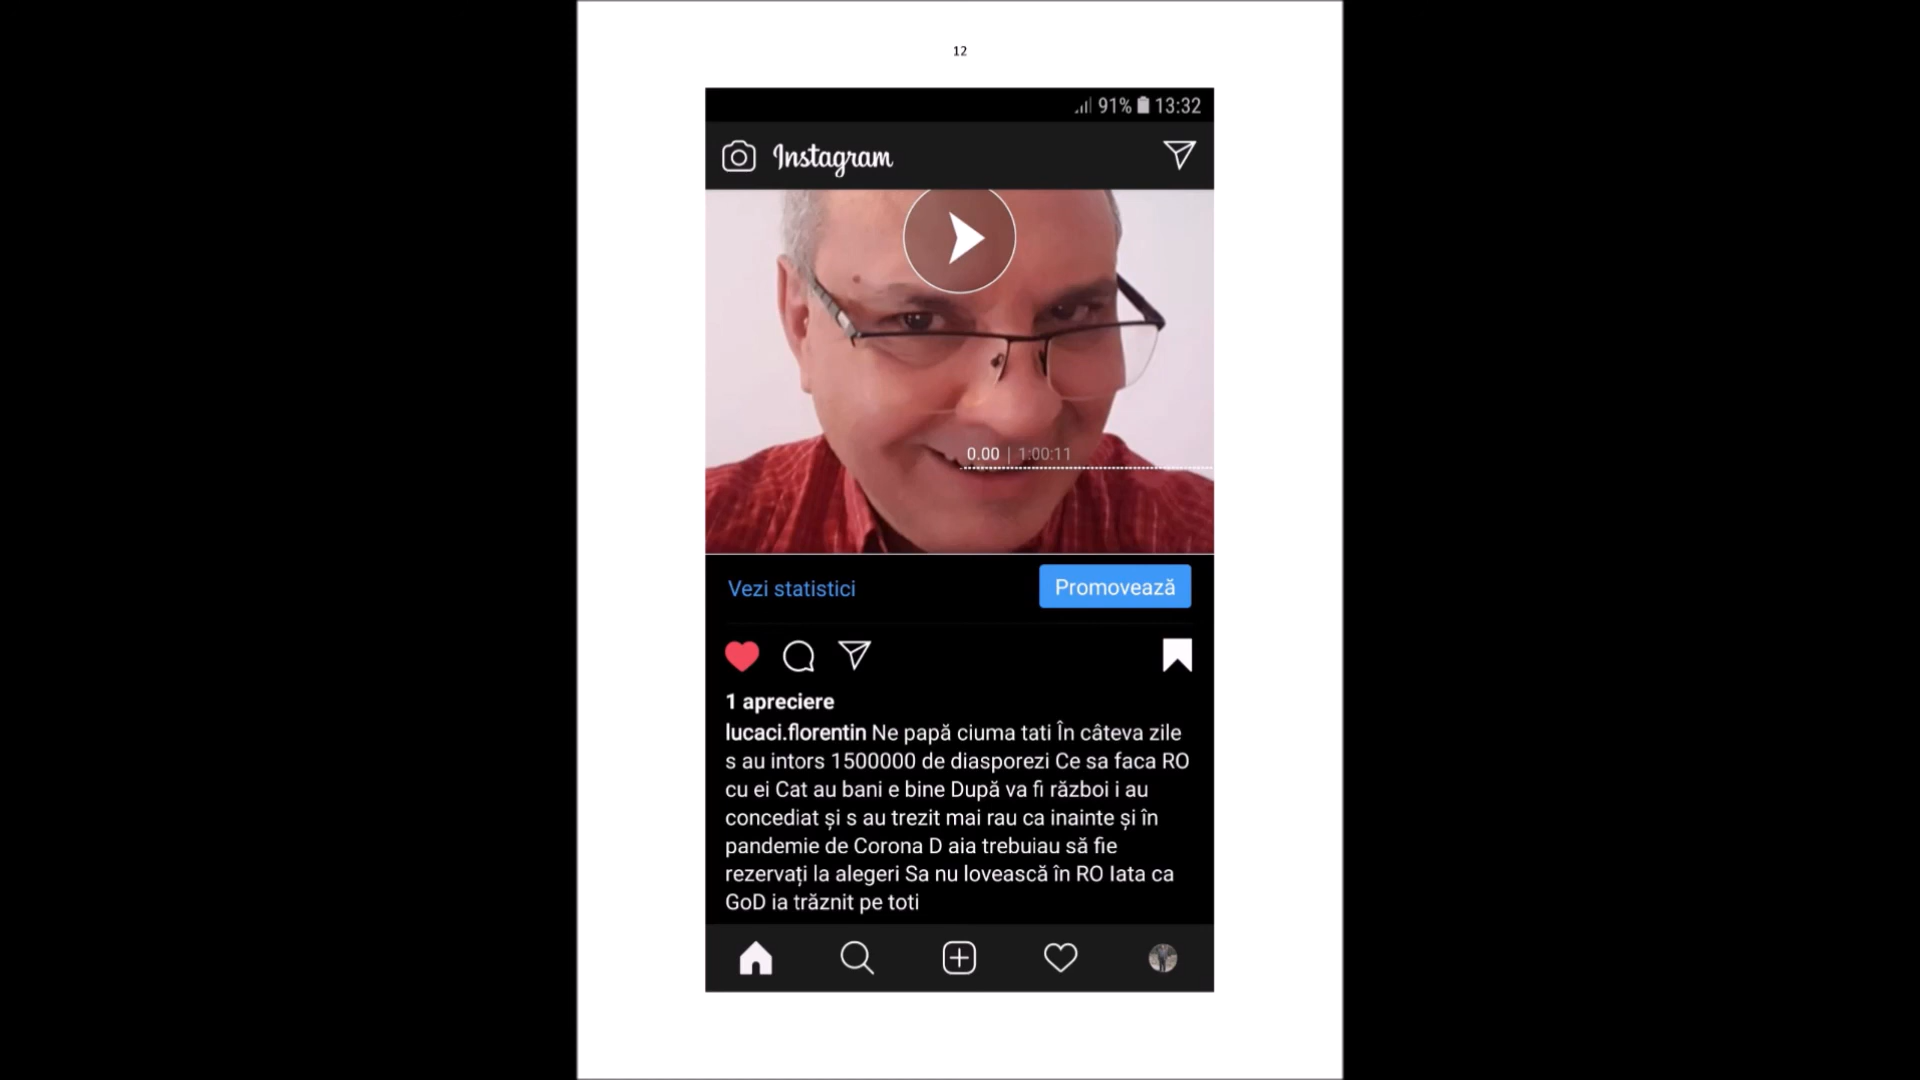 12
91% 13:32
Instagram
0.00 | 1:00:11
Vezi statistici
Promovează
1 apreciere
lucaci.florentin Ne papă ciuma tati În câteva zile
s au intors 1500000 de diasporezi Ce sa faca RO
cu ei Cat au bani e bine După va fi război i au
concediat și s au trezit mai rau ca inainte și în
pandemie de Corona D aia trebuiau să fie
rezervați la alegeri Sa nu lovească în RO Iata ca
GoD ia trăznit pe toti